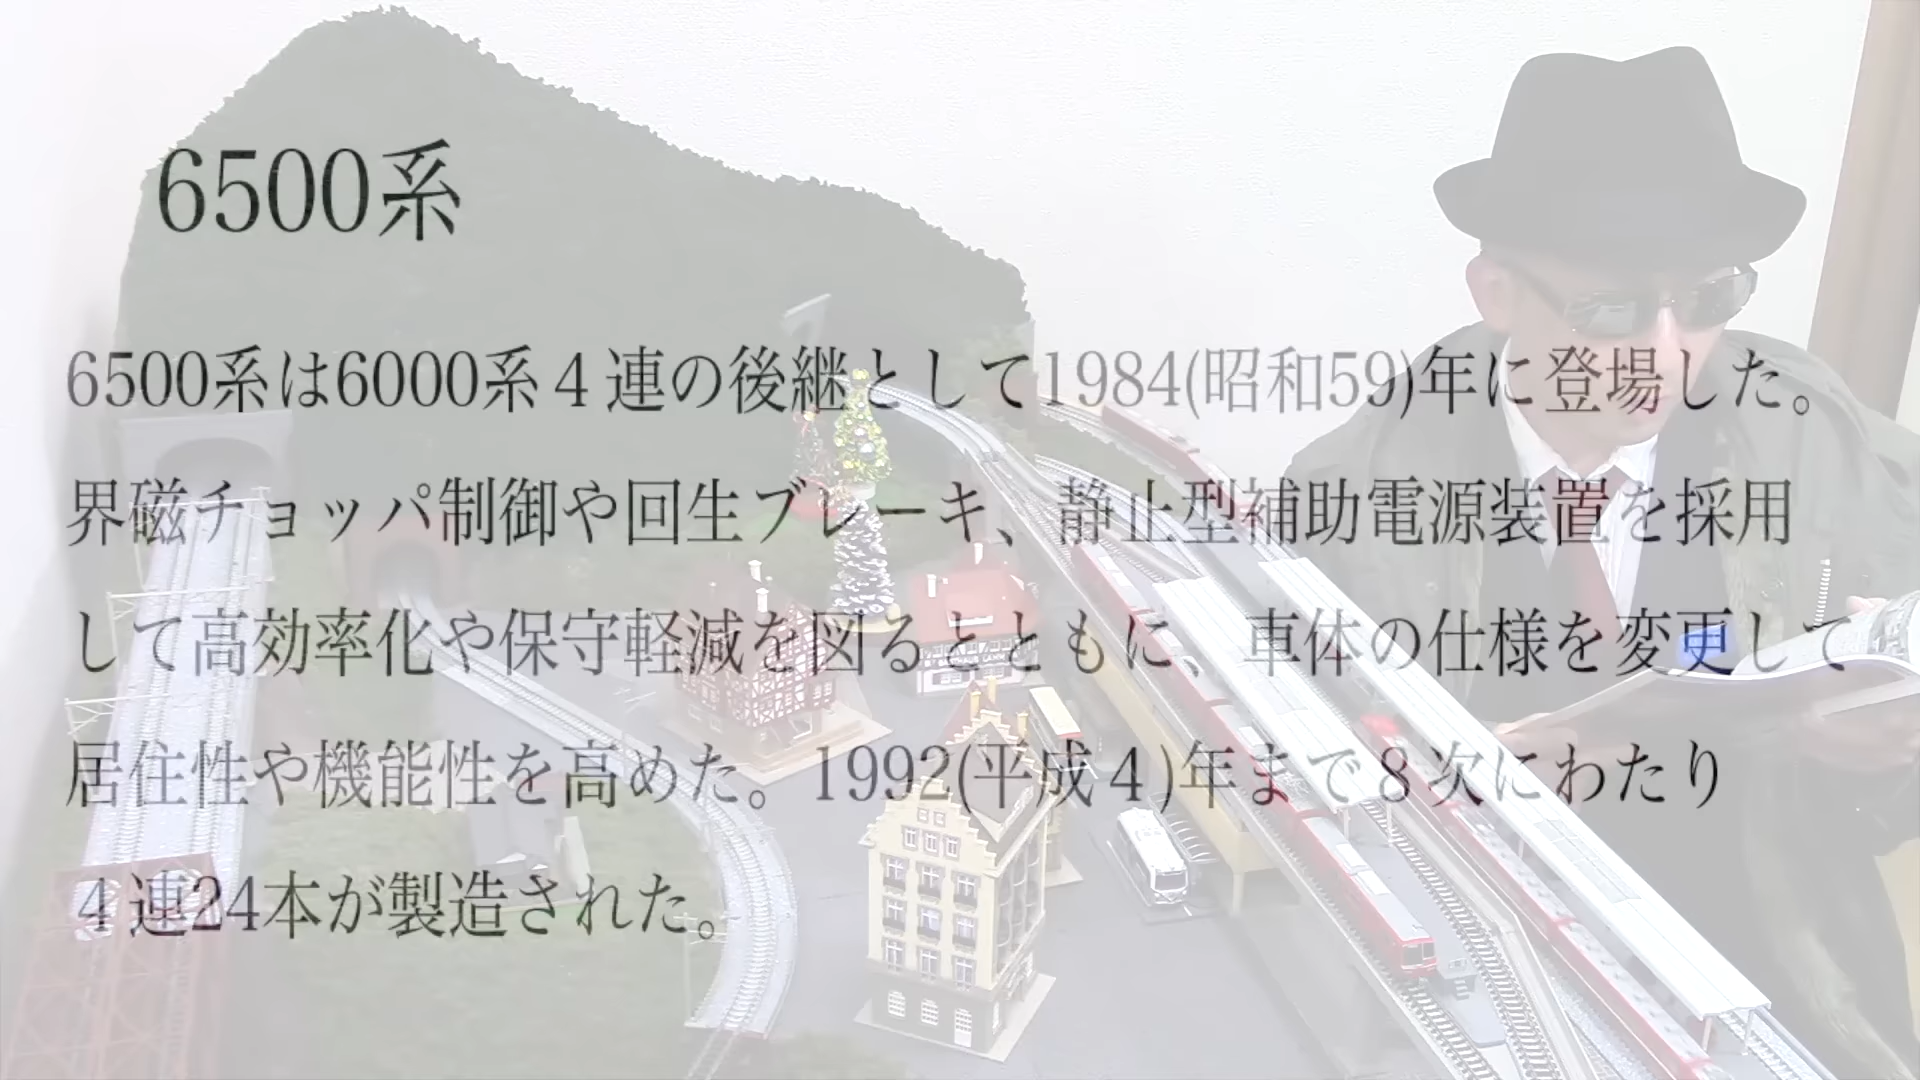 6500系
6500系は6000系４連の後継として1984(昭和59)年に登場した。
界磁チョッパ制御や回生ブレーキ、静止型補助電源装置を採用
して高効率化や保守軽減を図るとともに、車体の仕様を変更して
居住性や機能性を高めた。1992(平成４)年まで８次にわたり
４連24本が製造された。